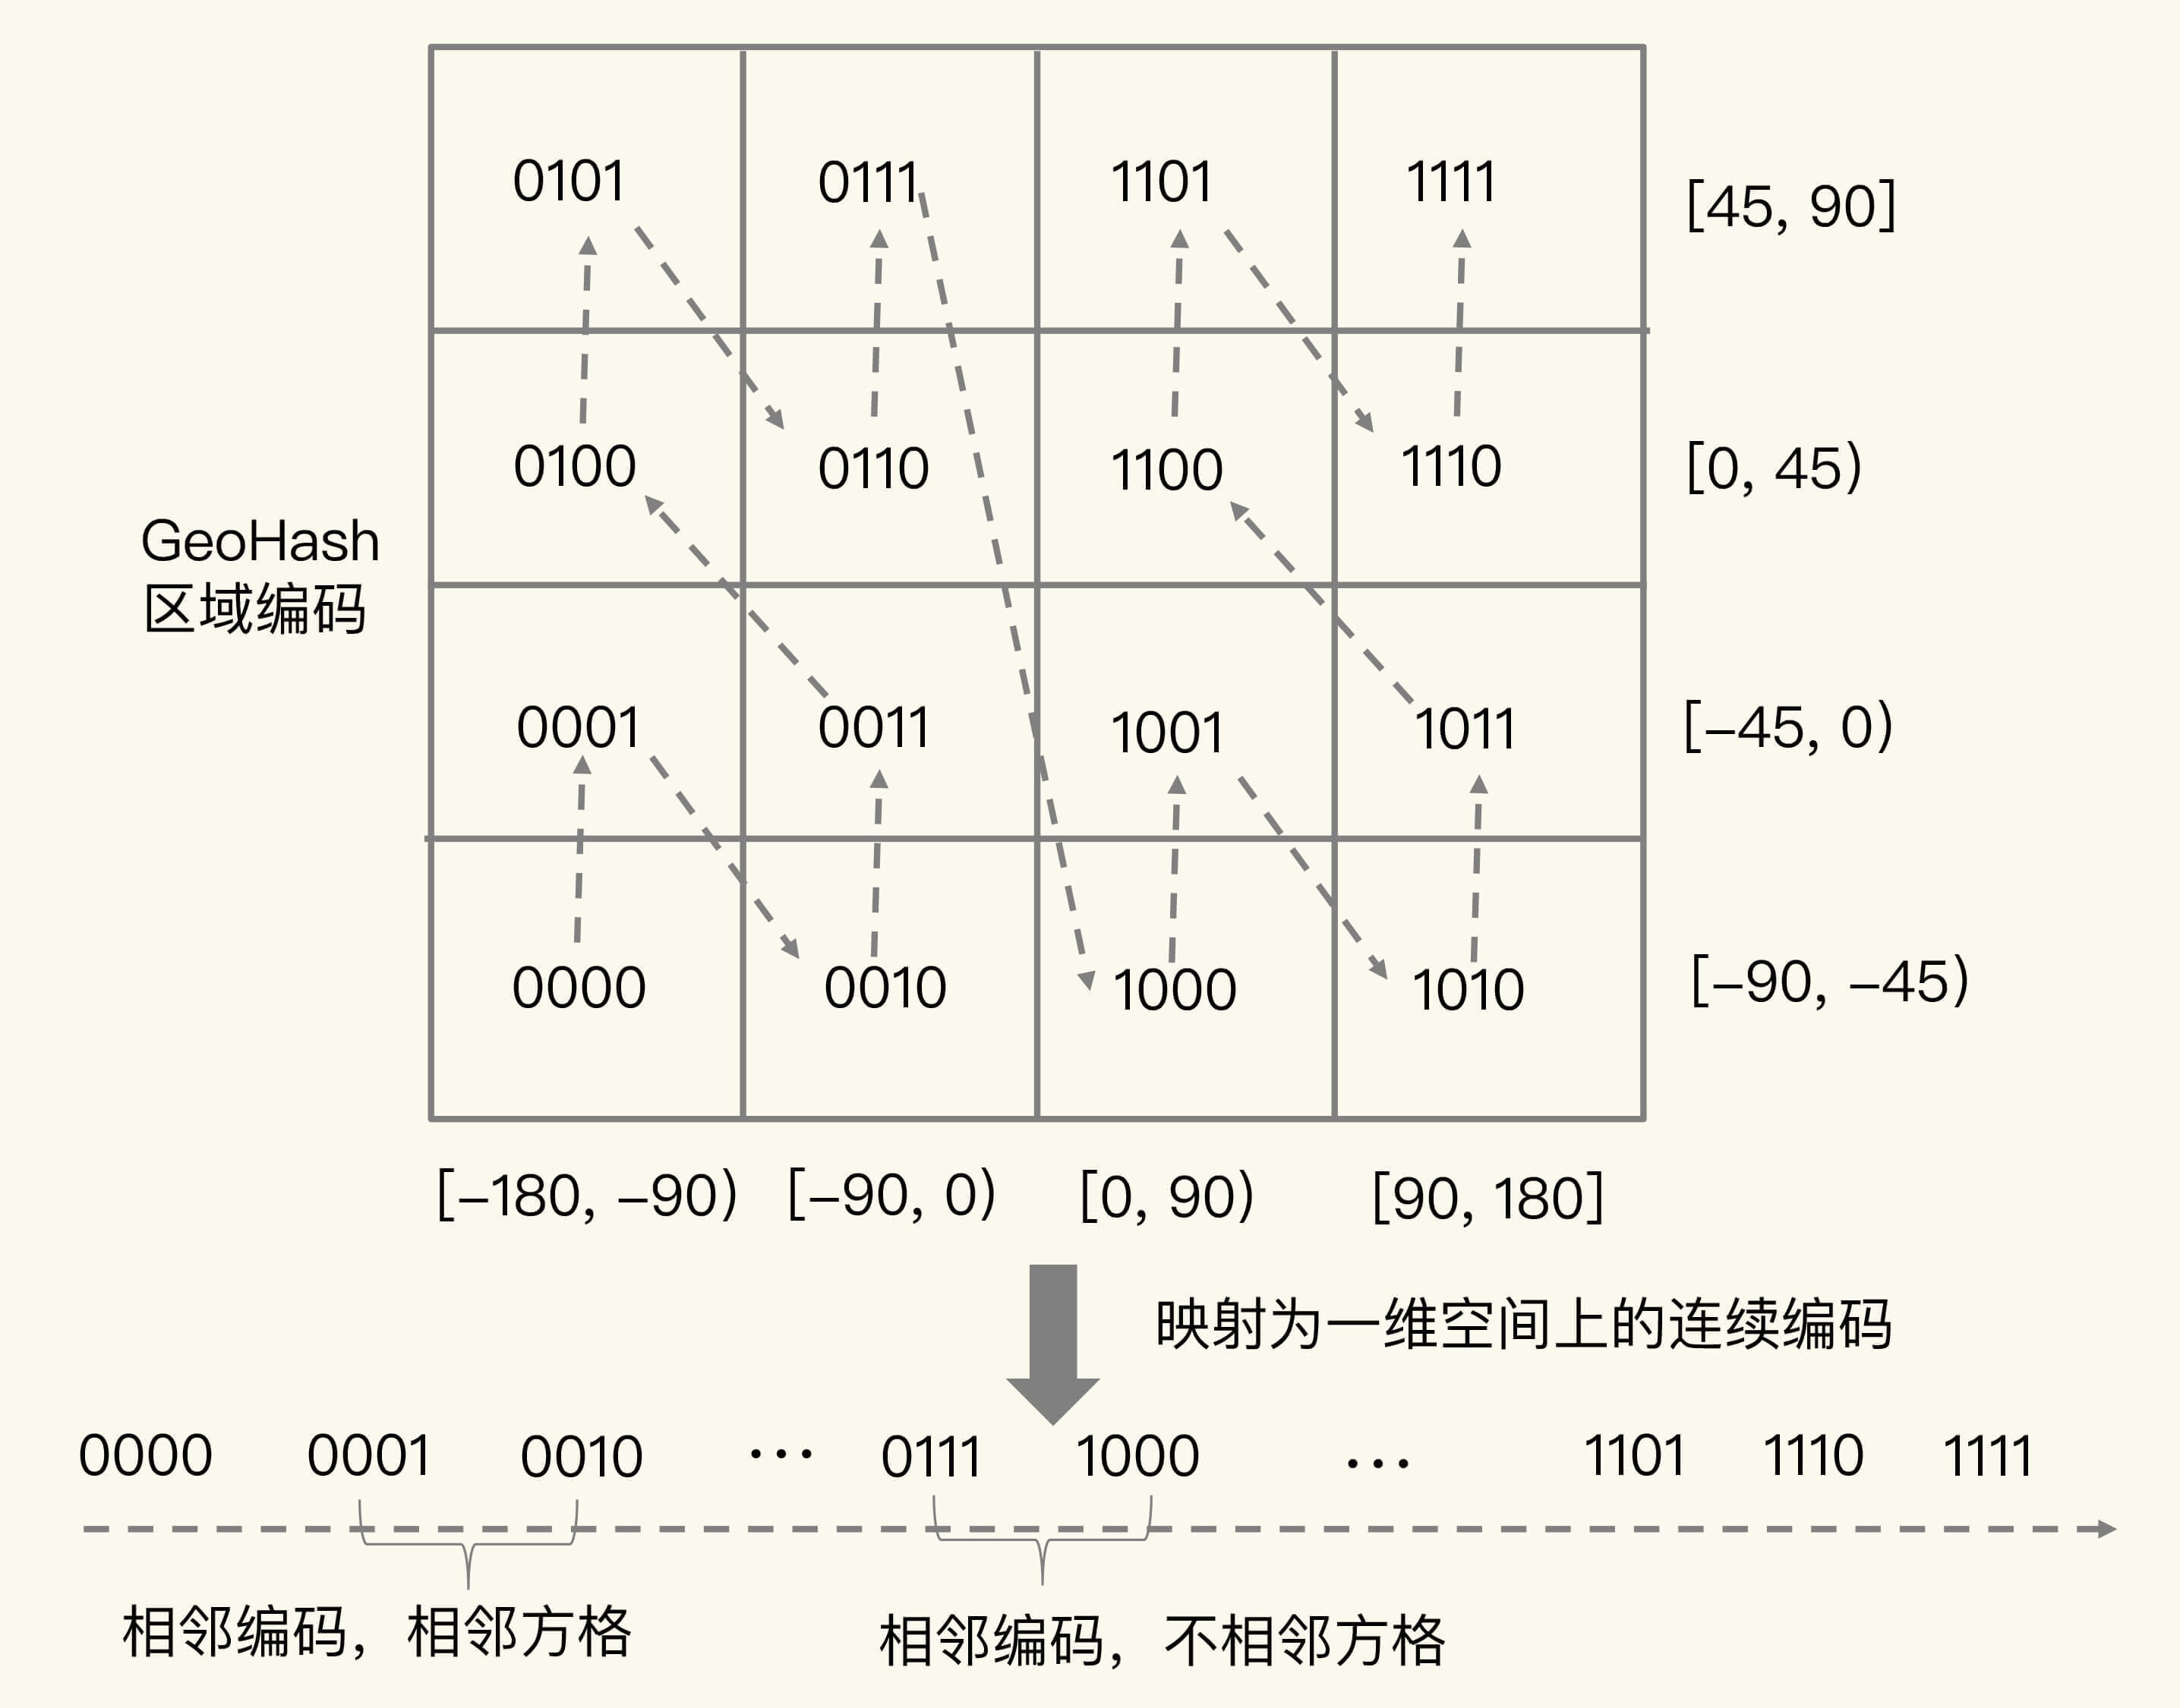 0101 0111 1101 1111 [45, 90]
0100 0110 1100 1110 [0, 45)
GeoHash
区域编码
0001 0011 1001 1011 [–45, 0)
0000 0010 1000 1010 [–90, –45)
[–180, –90) [–90, 0) [0, 90) [90, 180]
映射为一维空间上的连续编码
0000 0001 0010 ... 0111 1000 ... 1101 1110 1111
相邻编码，相邻方格
相邻编码，不相邻方格